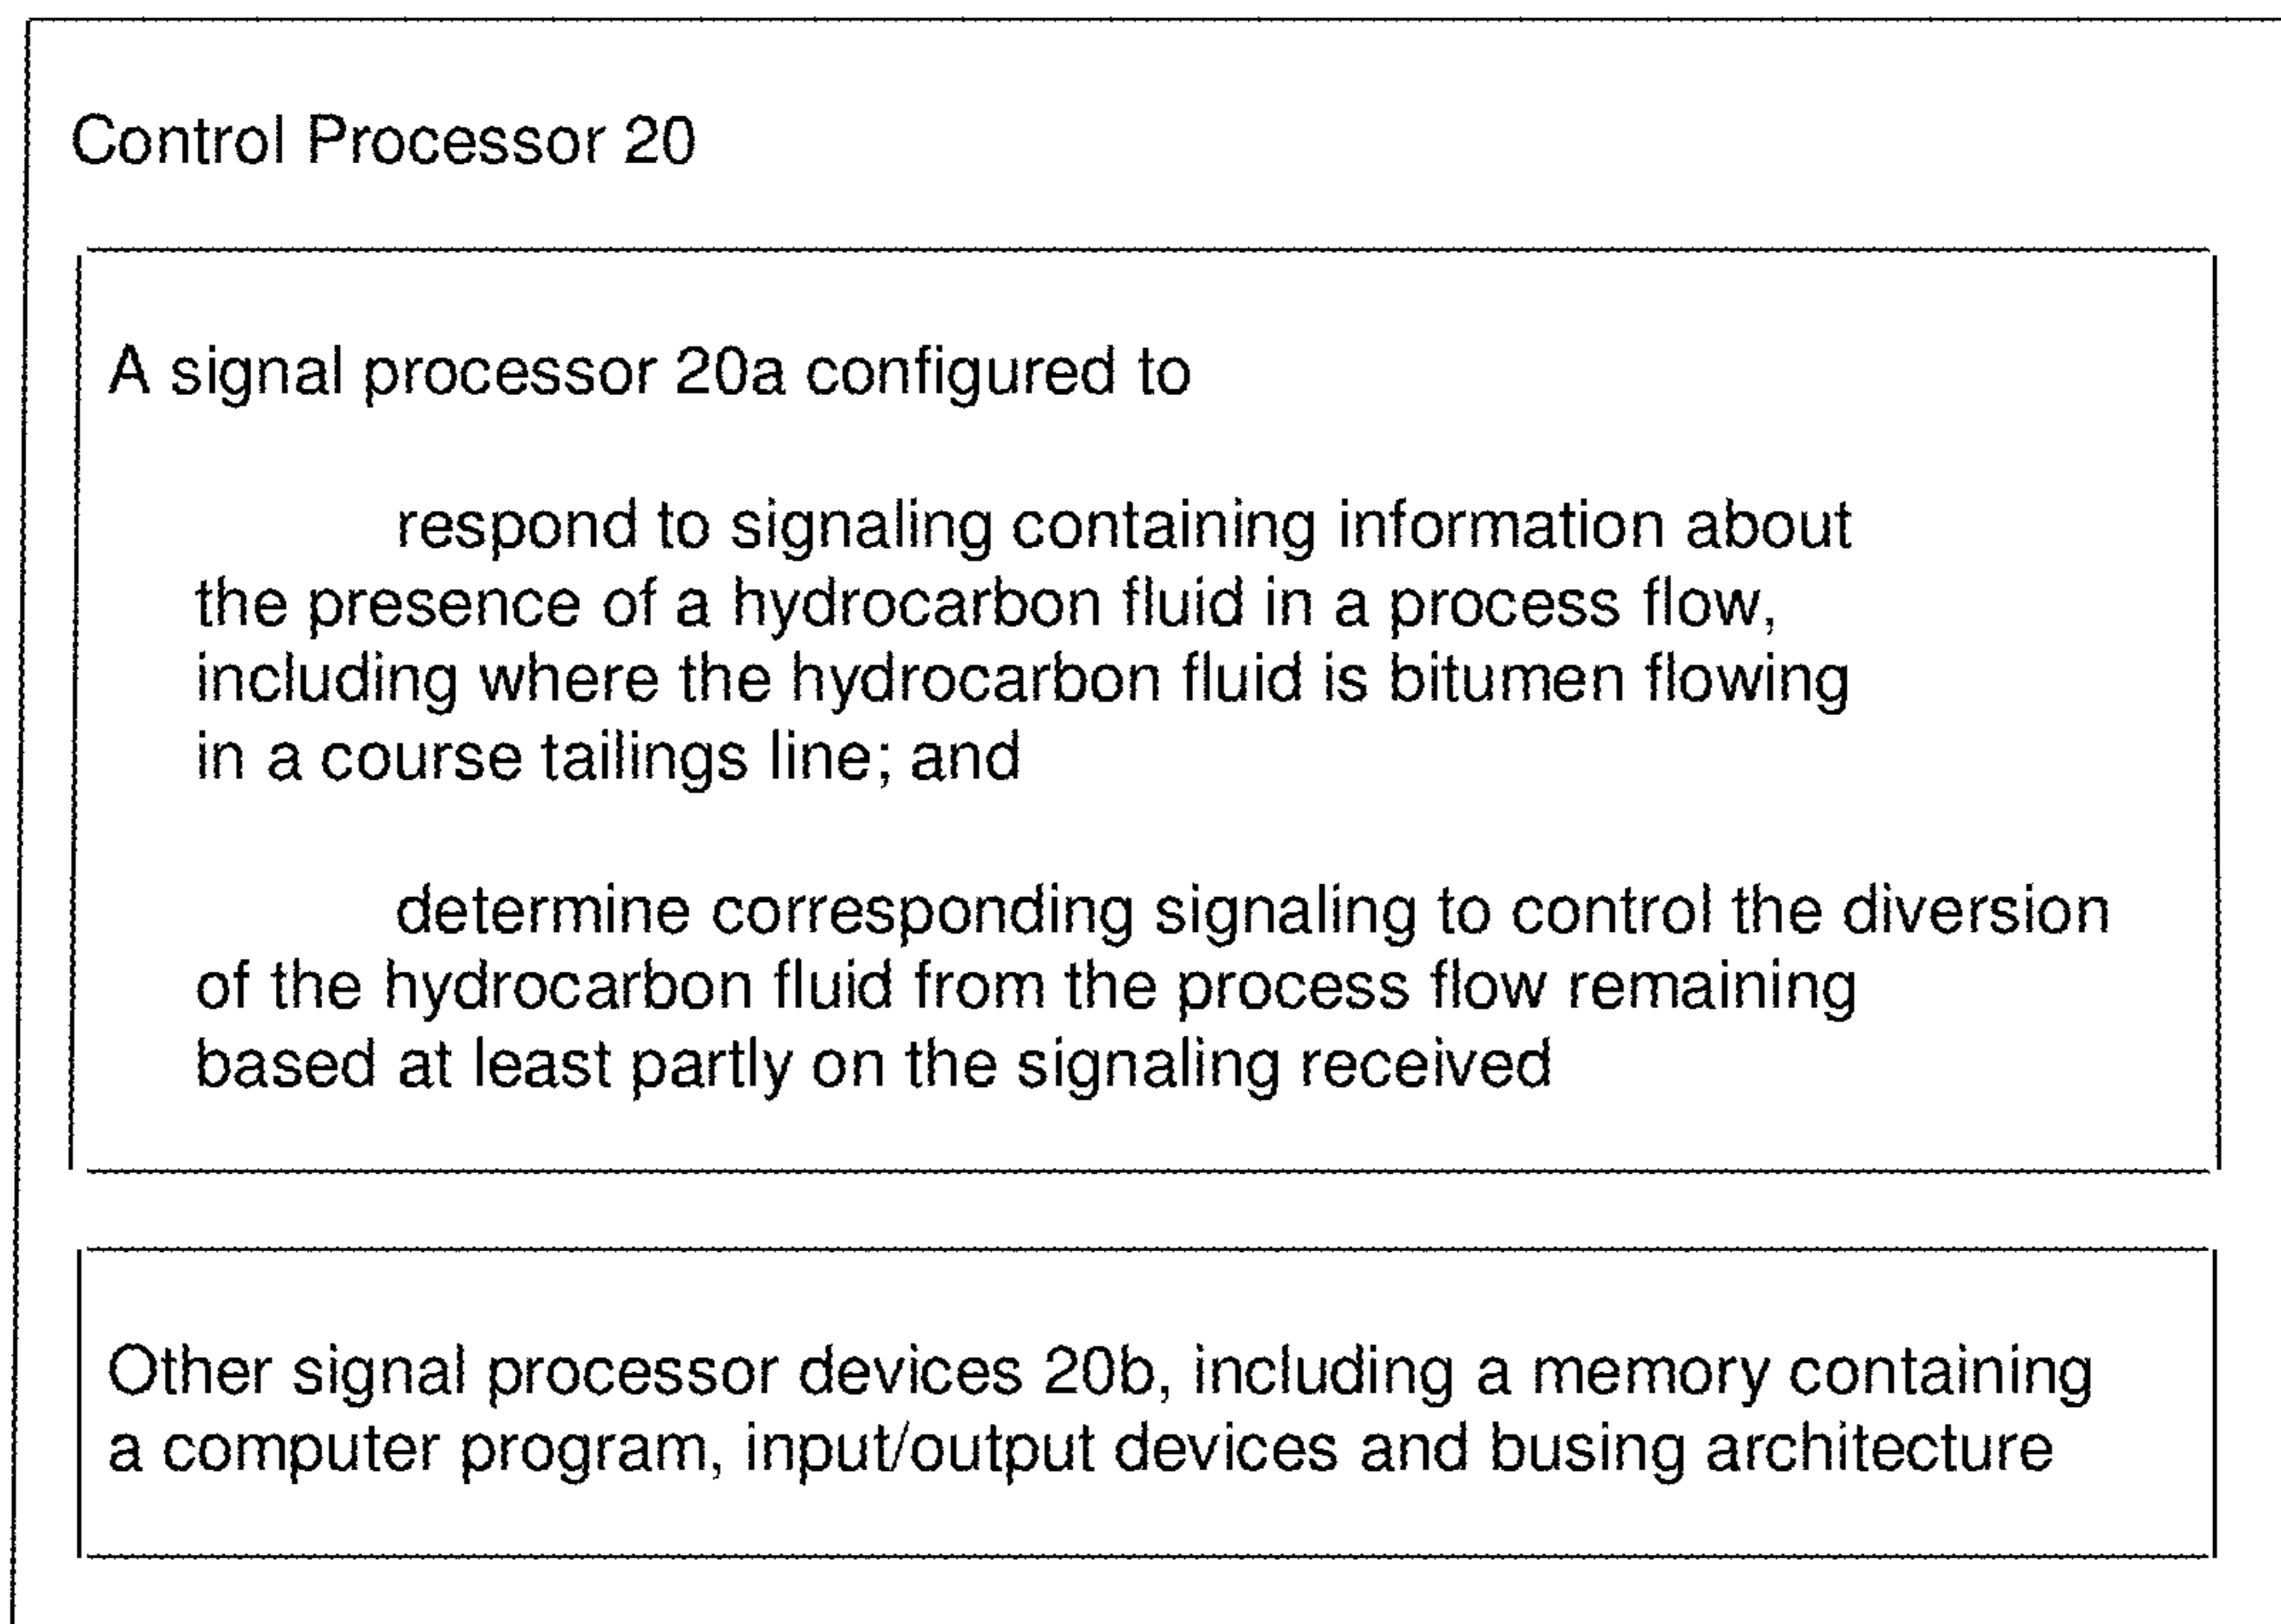 Control Processor 20
A signal processor 20a configured to
respond to signaling containing information about
the presence of a hydrocarbon fluid in a process flow,
including where the hydrocarbon fluid is bitumen flowing
in a course tailings line; and
determine corresponding signaling to control the diversion
of the hydrocarbon fluid from the process flow remaining
based at least partly on the signaling received
Other signal processor devices 20b, including a memory containing
a computer program, input/output devices and busing architecture